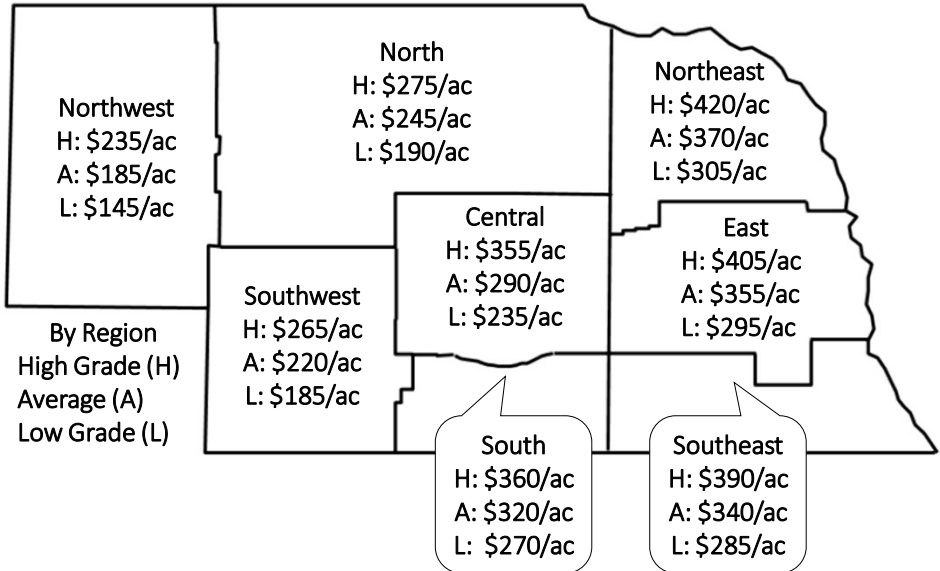 North
H: $275/ac
A: $245/ac
L: $190/ac
Northeast
H: $420/ac
A: $370/ac
L: $305/ac
Northwest
H: $235/ac
A: $185/ac
L: $145/ac
Central
H: $355/ac
A: $290/ac
L: $235/ac
East
H: $405/ac
A: $355/ac
L: $295/ac
Southwest
H: $265/ac
A: $220/ac
L: $185/ac
By Region
High Grade (H)
Average (A)
Low Grade (L)
South
H: $360/ac
A: $320/ac
L: $270/ac
Southeast
H: $390/ac
A: $340/ac
L: $285/ac